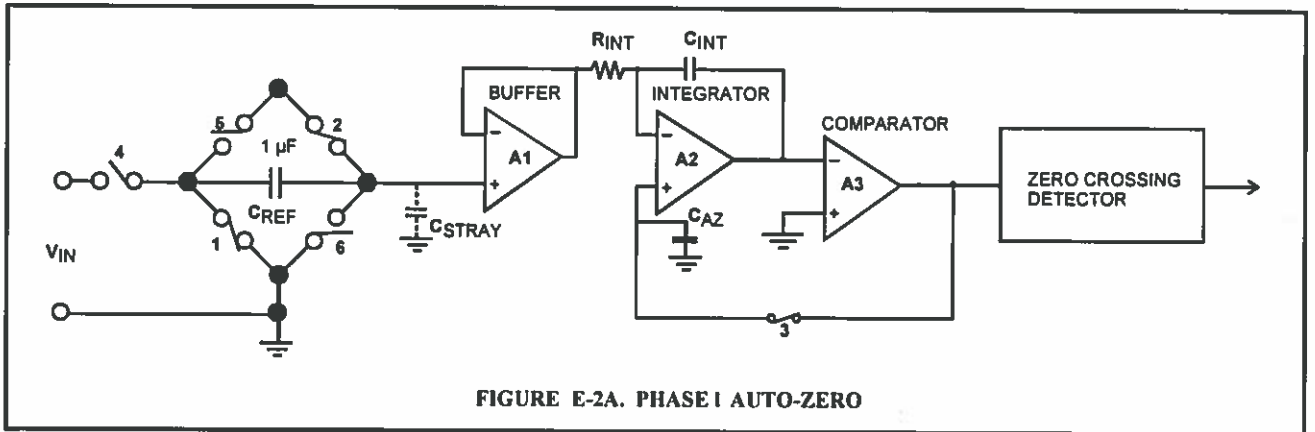 RINT
CINT
BUFFER
INTEGRATOR
COMPARATOR
5
2
1 µF
4
A1
A2
A3
ZERO CROSSING
DETECTOR
CREF
CSTRAY
CAZ
1
6
VIN
3
-
+
-
+
-
+
FIGURE E-2A. PHASE I AUTO-ZERO